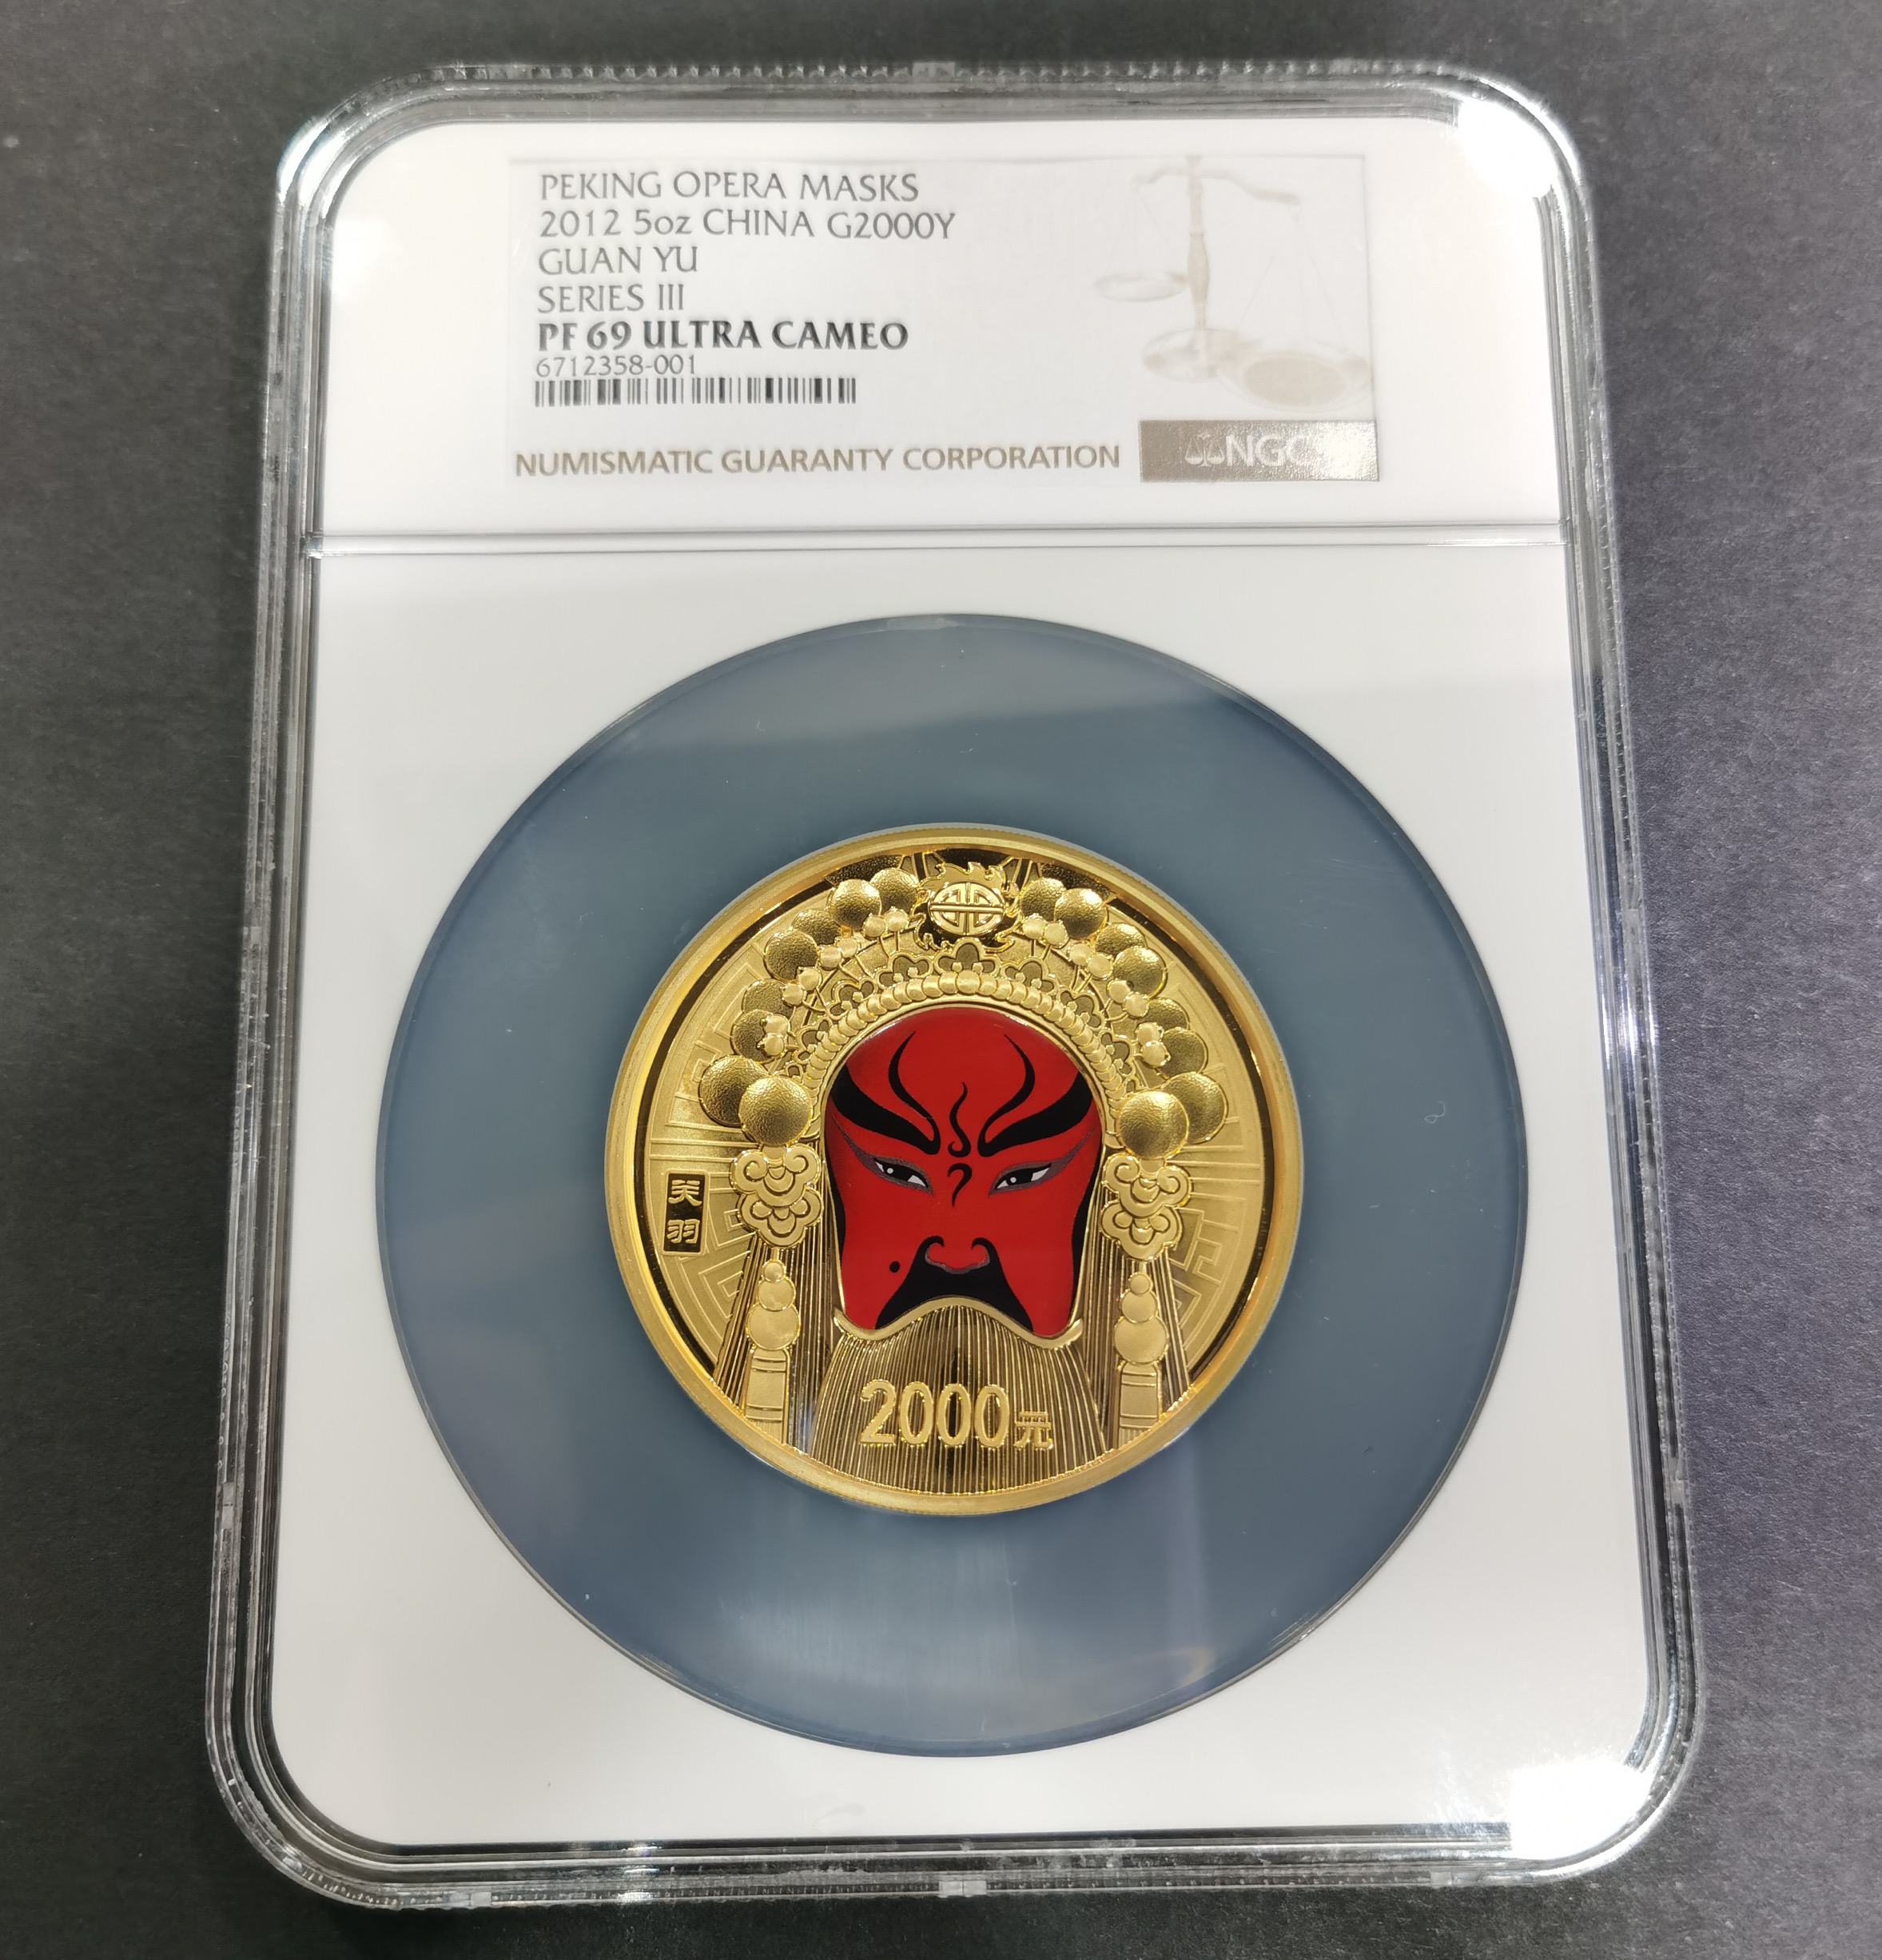 PEKING OPERA MASKS
2012 5oz CHINA G2000Y
GUAN YU
SERIES III
PF 69 ULTRA CAMEO
6712358-001
NUMISMATIC GUARANTY CORPORATION
NGC
关羽
2000元